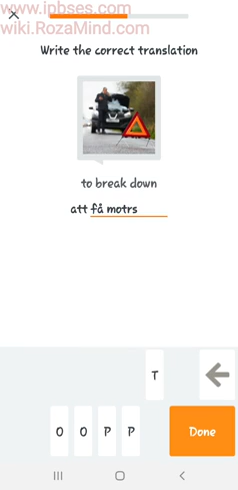 www.ipbses.com
wiki.RozaMind.com
Write the correct translation
to break down
att få motrs
T
O O P P
Done